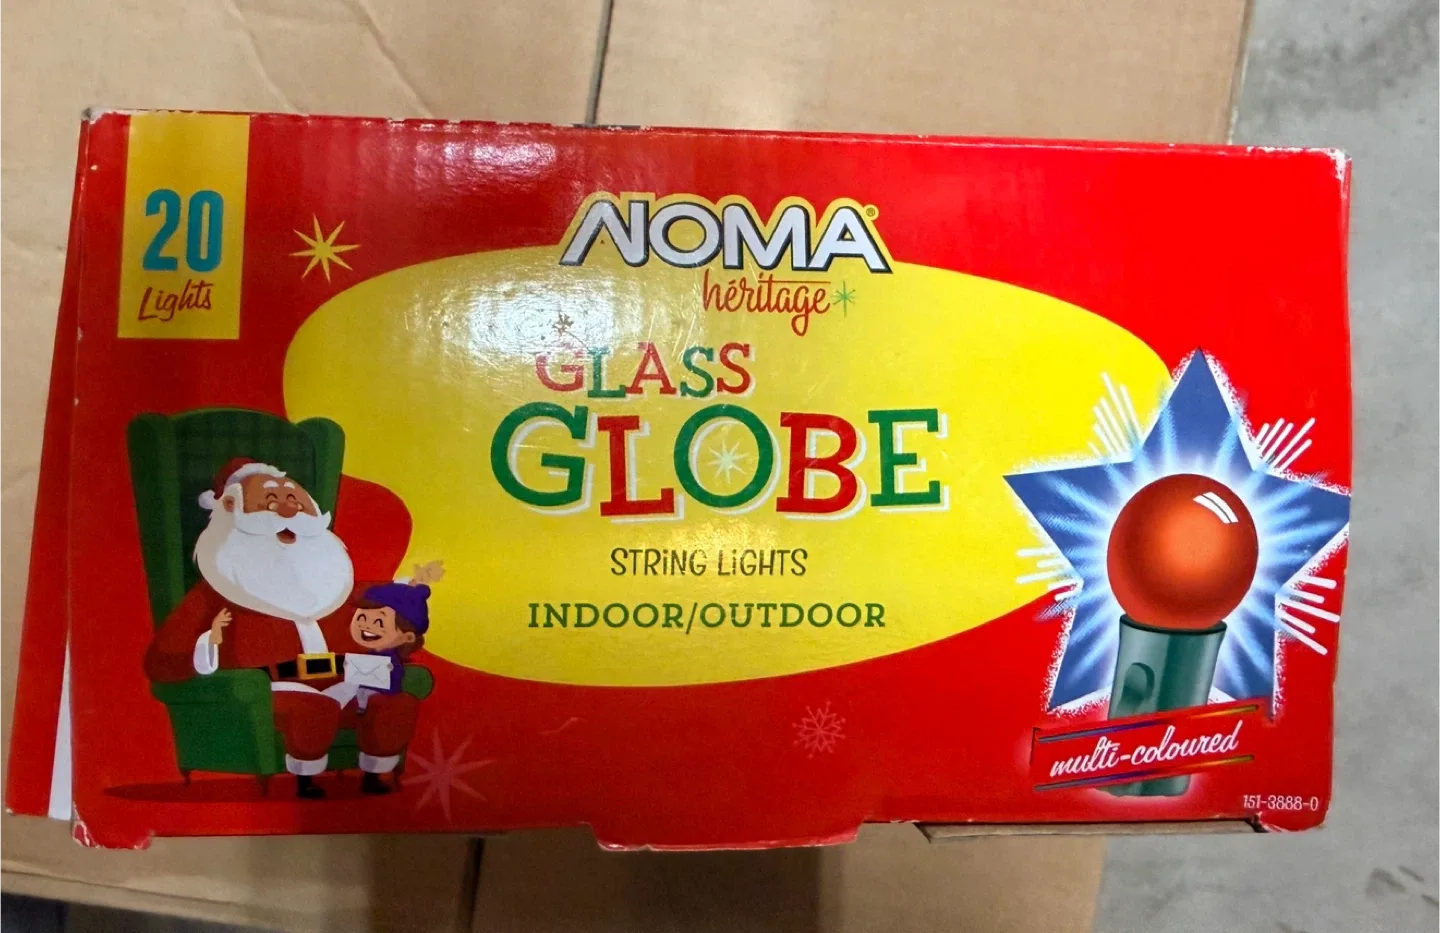 20
Lights
NOMA®
héritage
GLASS
GLOBE
STRING LIGHTS
INDOOR/OUTDOOR
multi-coloured
151-3888-0